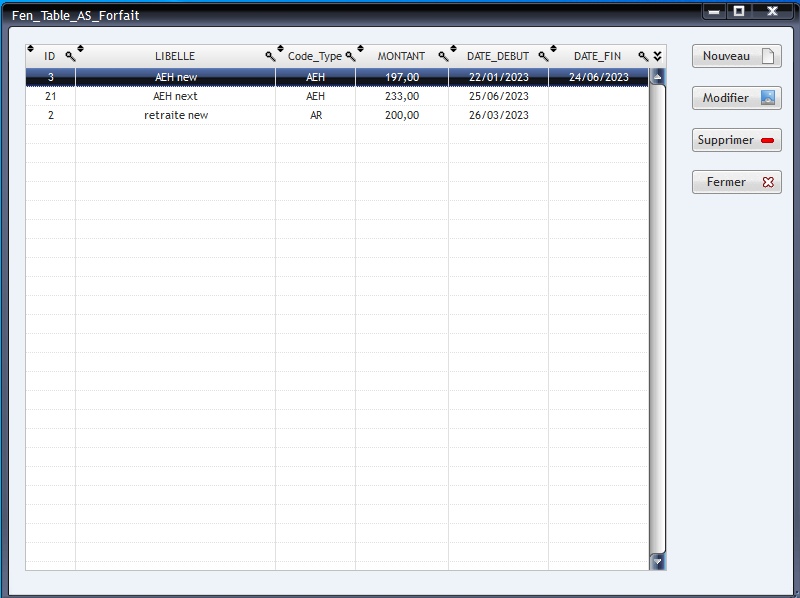 Fen_Table_AS_Forfait
ID LIBELLE Code_Type MONTANT DATE_DEBUT DATE_FIN
3 AEH new AEH 197,00 22/01/2023 24/06/2023
21 AEH next AEH 233,00 25/06/2023
2 retraite new AR 200,00 26/03/2023
Nouveau
Modifier
Supprimer
Fermer